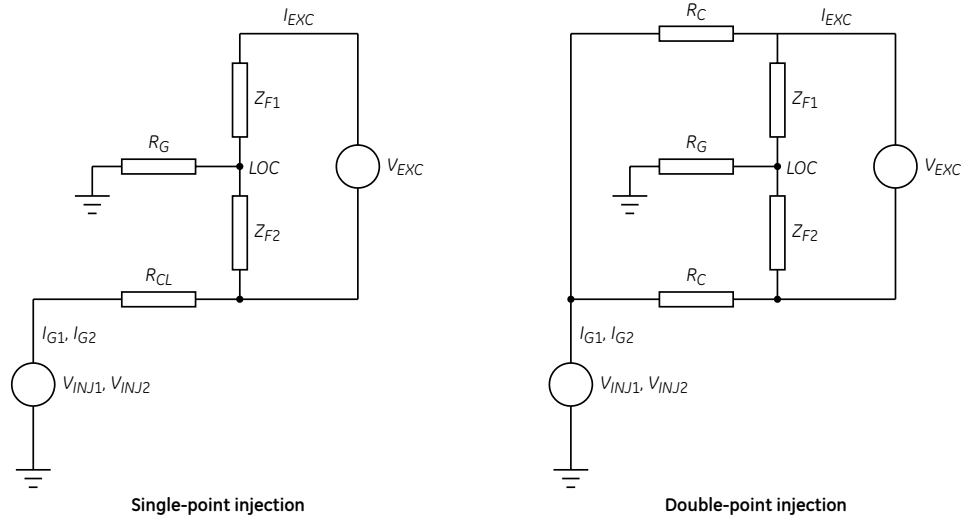 I_EXC
Z_F1
R_G
LOC
V_EXC
Z_F2
R_CL
I_G1, I_G2
V_INJ1, V_INJ2
Single-point injection
R_C
I_EXC
Z_F1
R_G
LOC
V_EXC
Z_F2
R_C
I_G1, I_G2
V_INJ1, V_INJ2
Double-point injection